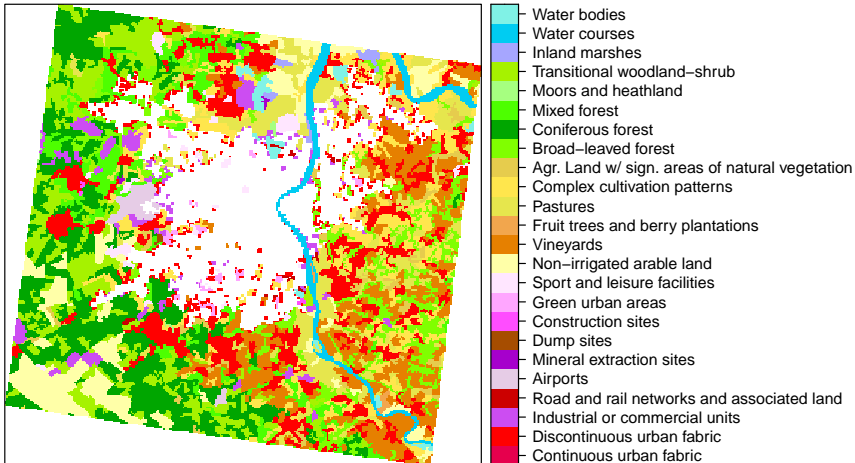 Water bodies
Water courses
Inland marshes
Transitional woodland−shrub
Moors and heathland
Mixed forest
Coniferous forest
Broad−leaved forest
Agr. Land w/ sign. areas of natural vegetation
Complex cultivation patterns
Pastures
Fruit trees and berry plantations
Vineyards
Non−irrigated arable land
Sport and leisure facilities
Green urban areas
Construction sites
Dump sites
Mineral extraction sites
Airports
Road and rail networks and associated land
Industrial or commercial units
Discontinuous urban fabric
Continuous urban fabric